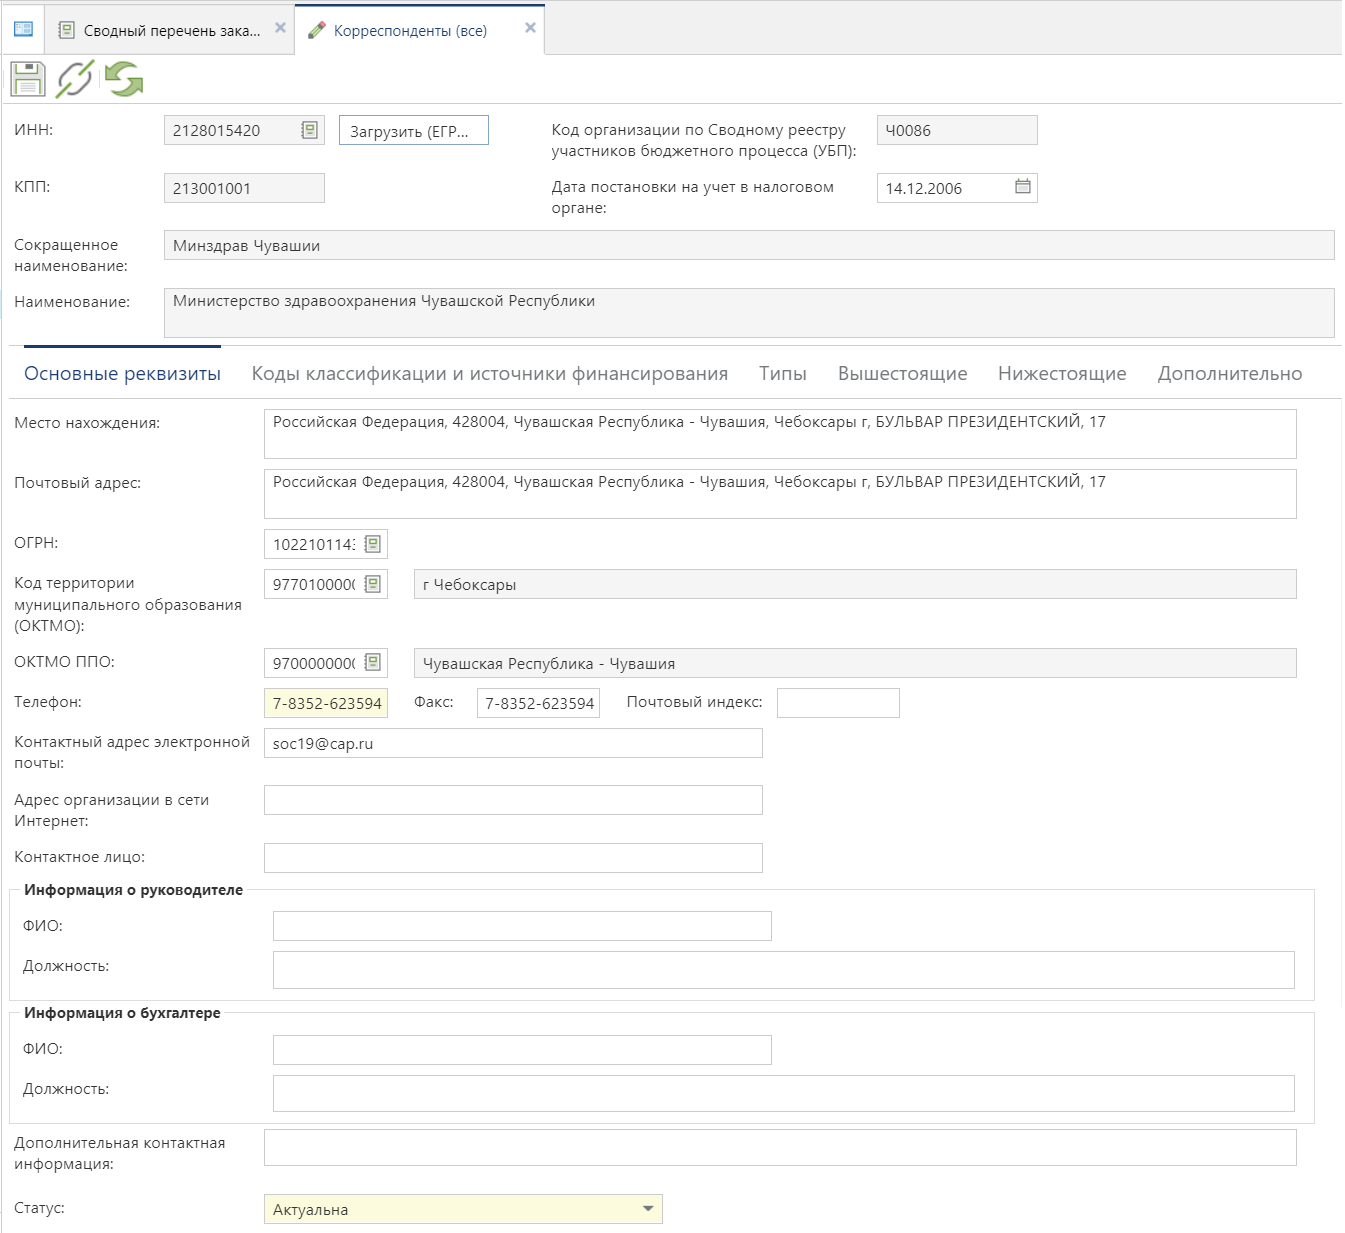 Сводный перечень зака...
Корреспонденты (все)
ИНН:
2128015420
Загрузить (ЕГР...
Код организации по Сводному реестру
участников бюджетного процесса (УБП):
Ч0086
КПП:
213001001
Дата постановки на учет в налоговом
органе:
14.12.2006
Сокращенное
наименование:
Минздрав Чувашии
Наименование:
Министерство здравоохранения Чувашской Республики
Основные реквизиты
Коды классификации и источники финансирования
Типы
Вышестоящие
Нижестоящие
Дополнительно
Место нахождения:
Российская Федерация, 428004, Чувашская Республика - Чувашия, Чебоксары г, БУЛЬВАР ПРЕЗИДЕНТСКИЙ, 17
Почтовый адрес:
Российская Федерация, 428004, Чувашская Республика - Чувашия, Чебоксары г, БУЛЬВАР ПРЕЗИДЕНТСКИЙ, 17
ОГРН:
102210114
Код территории
муниципального образования
(ОКТМО):
977010000
г Чебоксары
ОКТМО ППО:
970000000
Чувашская Республика - Чувашия
Телефон:
7-8352-623594
Факс:
7-8352-623594
Почтовый индекс:
Контактный адрес электронной
почты:
soc19@cap.ru
Адрес организации в сети
Интернет:
Контактное лицо:
Информация о руководителе
ФИО:
Должность:
Информация о бухгалтере
ФИО:
Должность:
Дополнительная контактная
информация:
Статус:
Актуальна